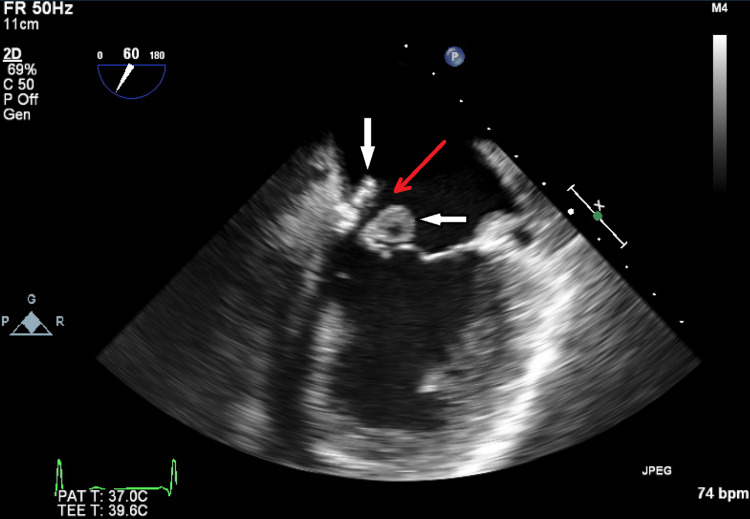 FR 50Hz
11cm
M4
2D
69%
C 50
P Off
Gen
0 60 180
P
X
G
P R
JPEG
PAT T: 37.0C
TEE T: 39.6C
74 bpm